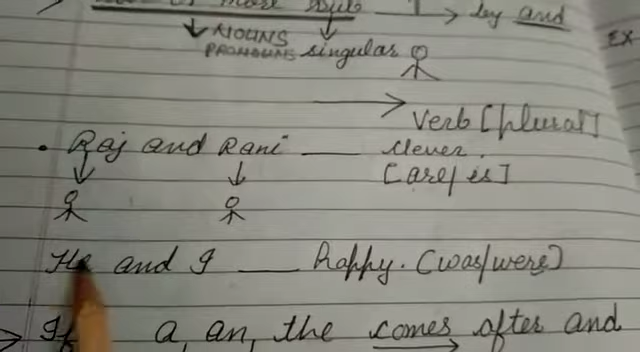 by and
NOUNS
PRONOUNS singular
EX
Verb [plural]
• Raj and Rani ___ clever.
[are/is]
He and I ___ happy. (was/were)
If a, an, the comes after and